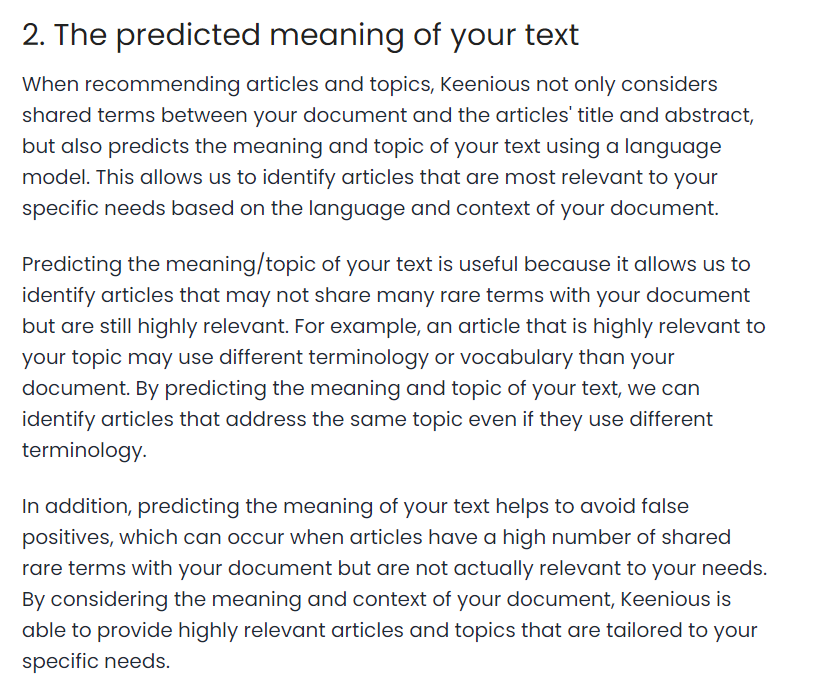 2. The predicted meaning of your text
When recommending articles and topics, Keenious not only considers
shared terms between your document and the articles' title and abstract,
but also predicts the meaning and topic of your text using a language
model. This allows us to identify articles that are most relevant to your
specific needs based on the language and context of your document.
Predicting the meaning/topic of your text is useful because it allows us to
identify articles that may not share many rare terms with your document
but are still highly relevant. For example, an article that is highly relevant to
your topic may use different terminology or vocabulary than your
document. By predicting the meaning and topic of your text, we can
identify articles that address the same topic even if they use different
terminology.
In addition, predicting the meaning of your text helps to avoid false
positives, which can occur when articles have a high number of shared
rare terms with your document but are not actually relevant to your needs.
By considering the meaning and context of your document, Keenious is
able to provide highly relevant articles and topics that are tailored to your
specific needs.